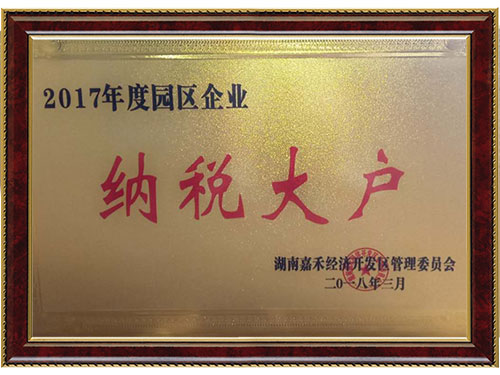 2017年度园区企业
纳税大户
湖南嘉禾经济开发区管理委员会
二〇一八年三月